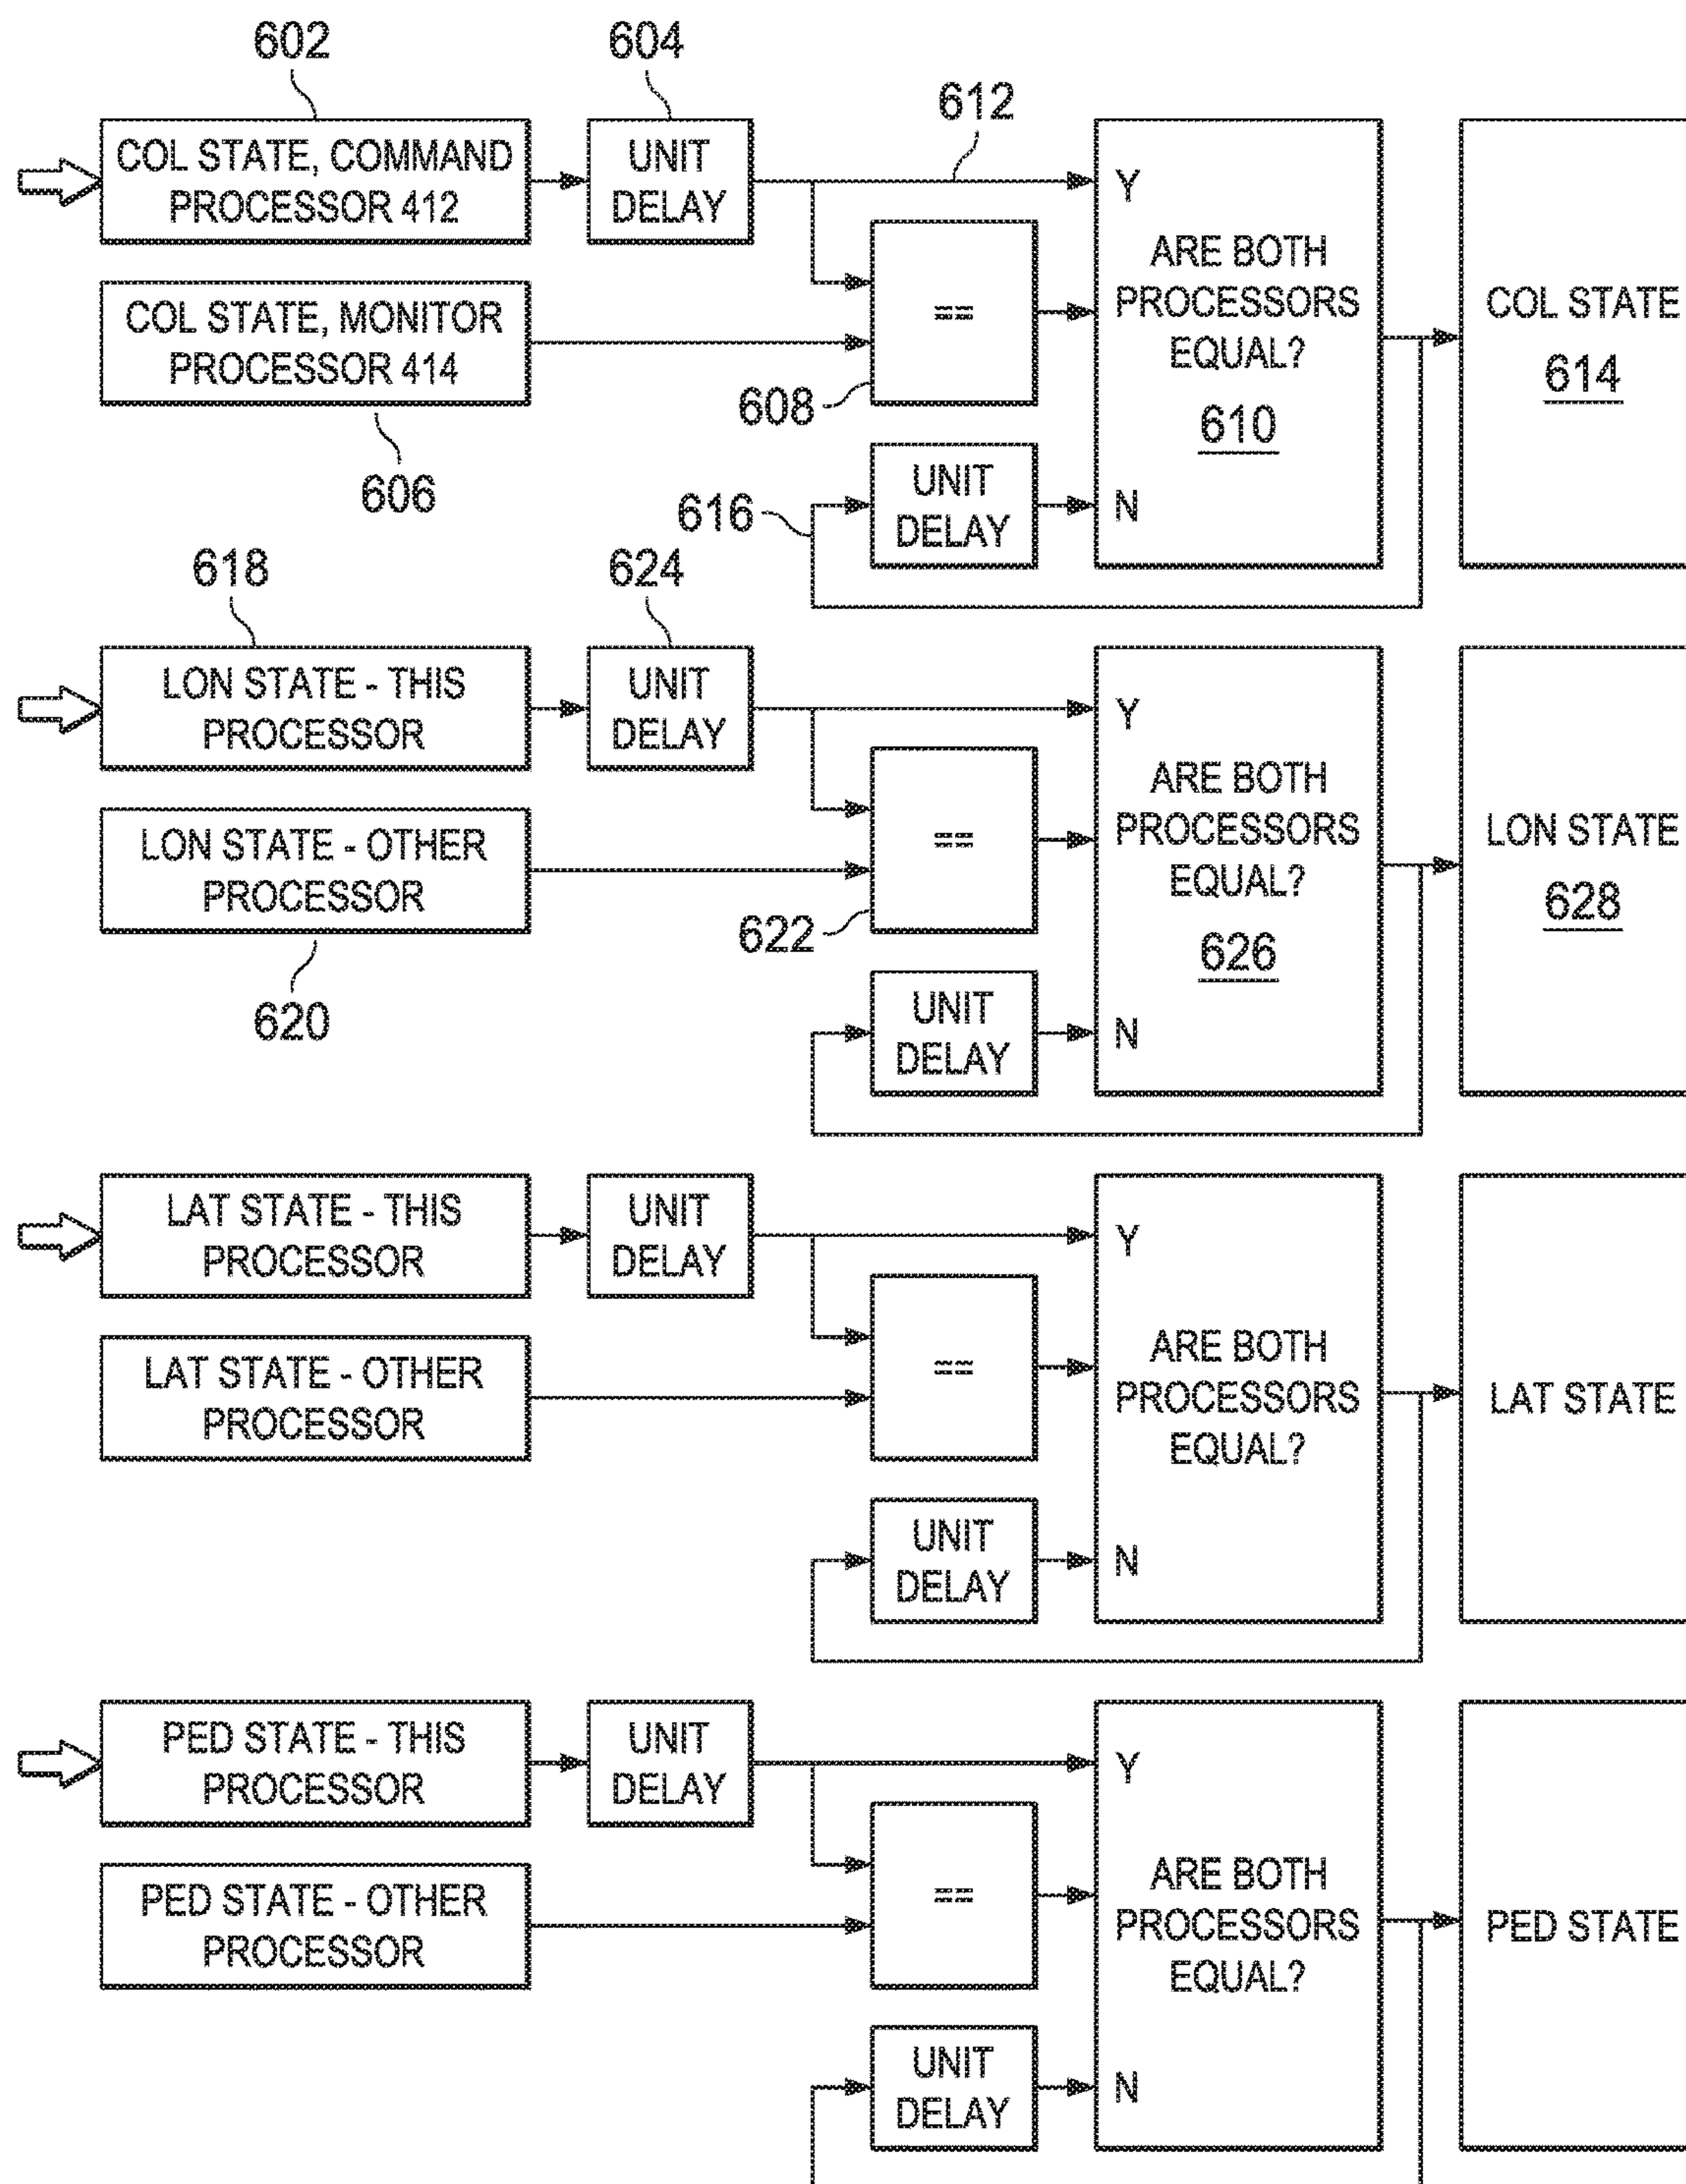 602
604
612
COL STATE, COMMAND
PROCESSOR 412
UNIT
DELAY
Y
ARE BOTH
PROCESSORS
EQUAL?
610
N
COL STATE
614
COL STATE, MONITOR
PROCESSOR 414
==
608
606
616
UNIT
DELAY
618
624
LON STATE - THIS
PROCESSOR
UNIT
DELAY
Y
ARE BOTH
PROCESSORS
EQUAL?
626
N
LON STATE
628
LON STATE - OTHER
PROCESSOR
==
622
620
UNIT
DELAY
LAT STATE - THIS
PROCESSOR
UNIT
DELAY
Y
ARE BOTH
PROCESSORS
EQUAL?
N
LAT STATE
LAT STATE - OTHER
PROCESSOR
==
UNIT
DELAY
PED STATE - THIS
PROCESSOR
UNIT
DELAY
Y
ARE BOTH
PROCESSORS
EQUAL?
N
PED STATE
PED STATE - OTHER
PROCESSOR
==
UNIT
DELAY